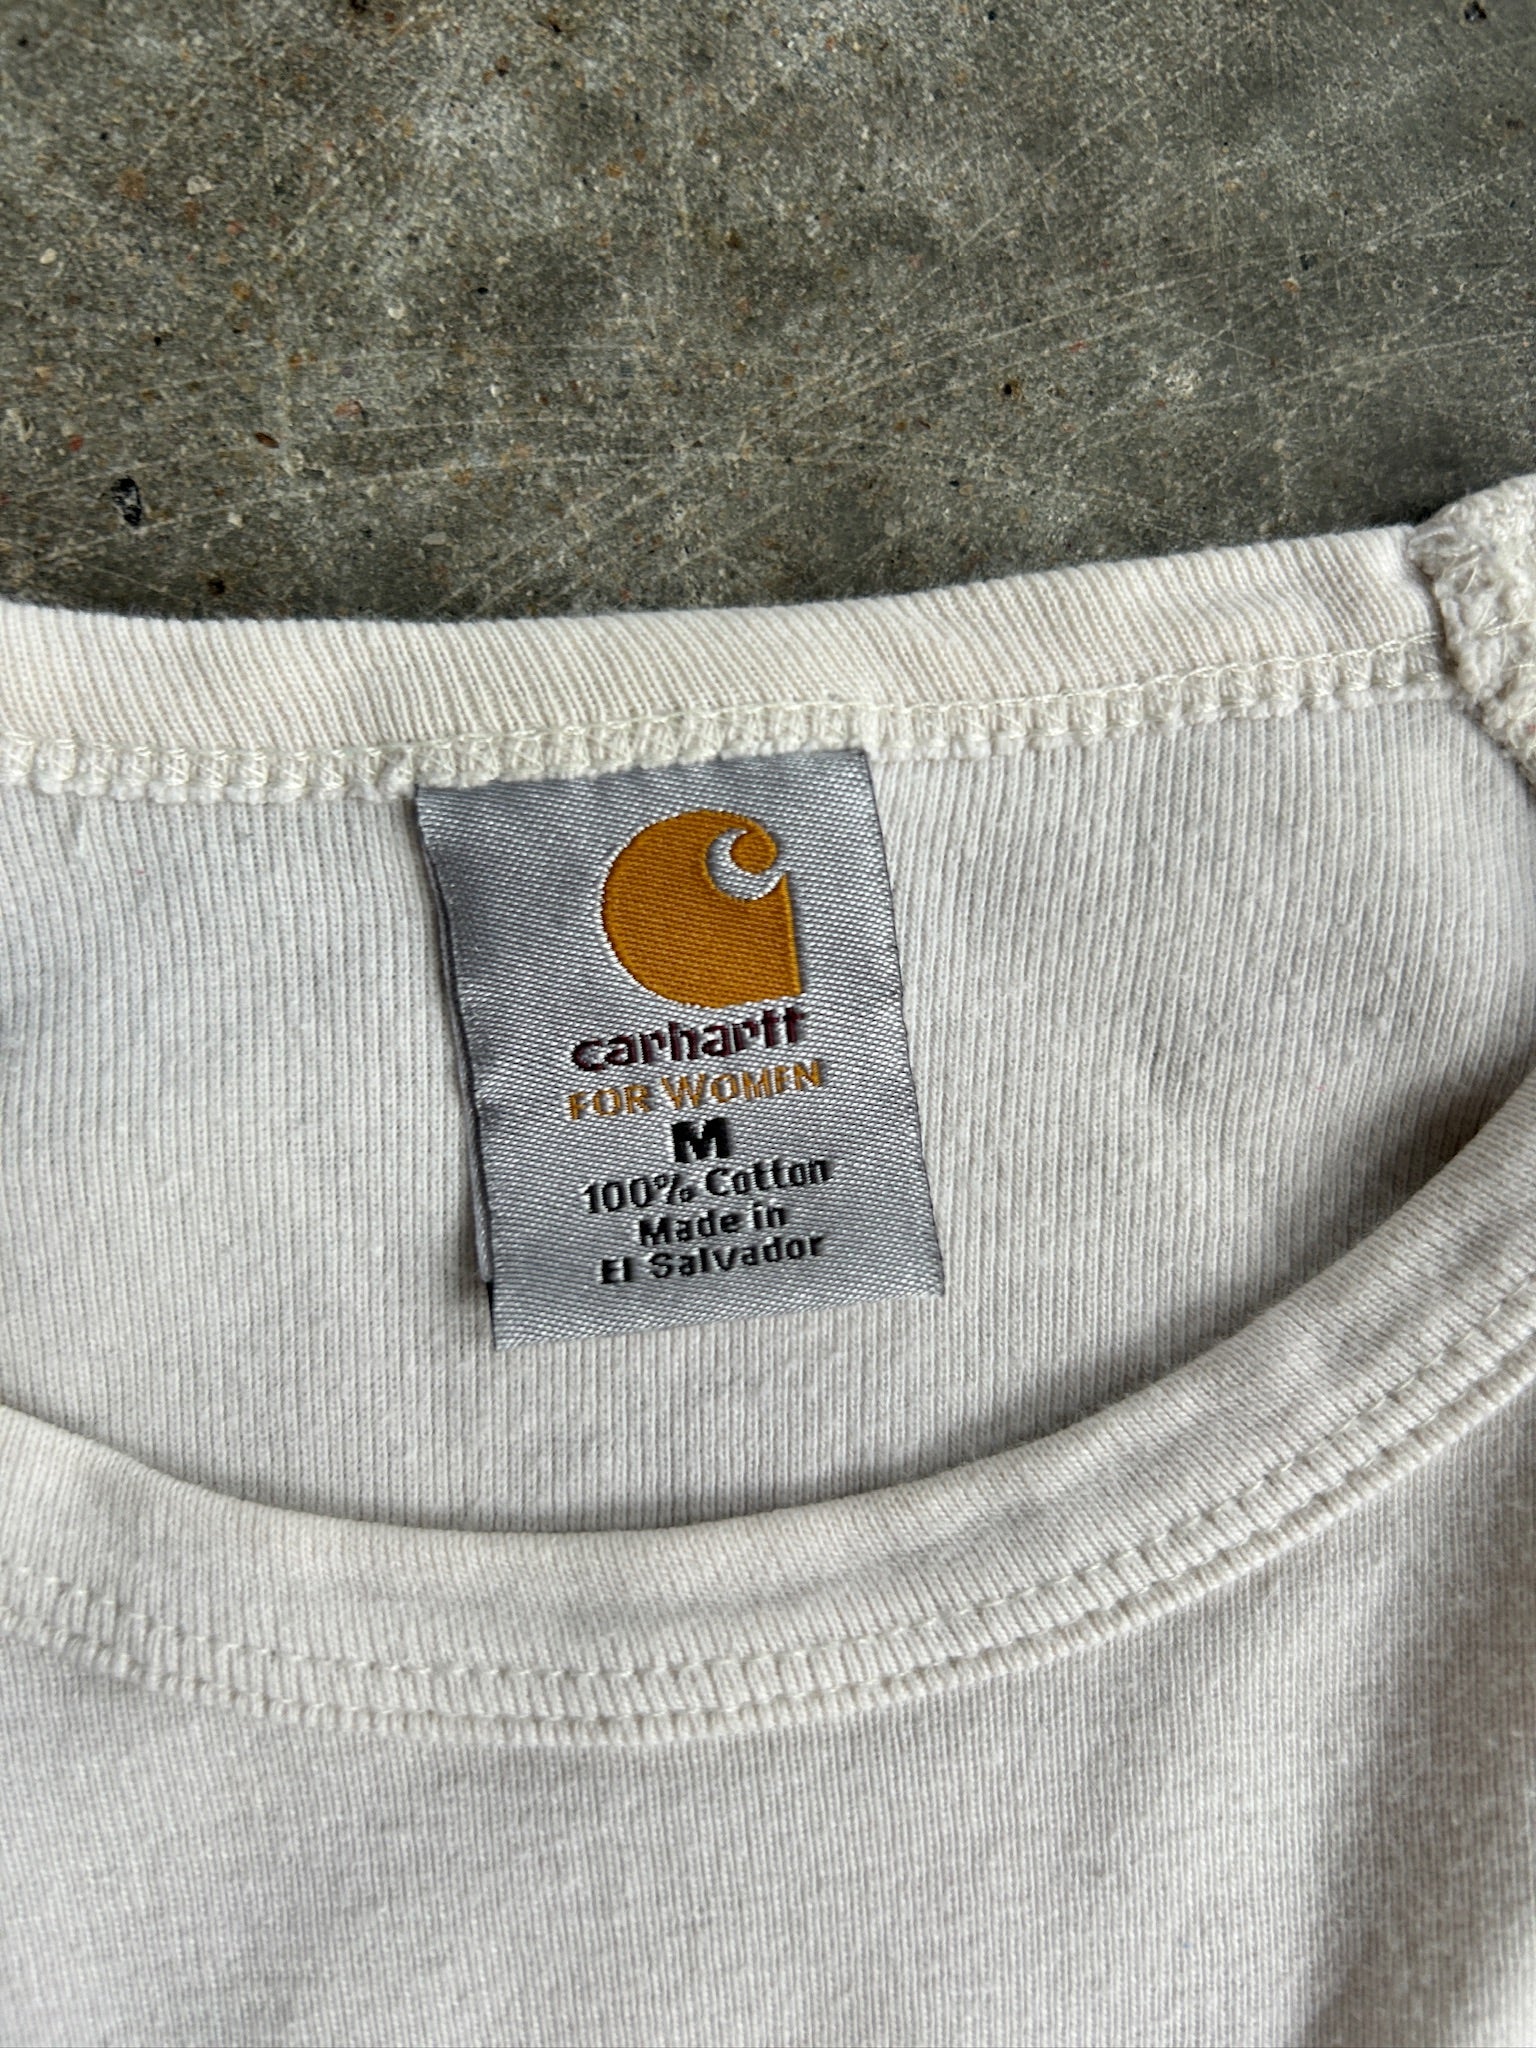 carhartt
FOR WOMEN
M
100% Cotton
Made in
El Salvador